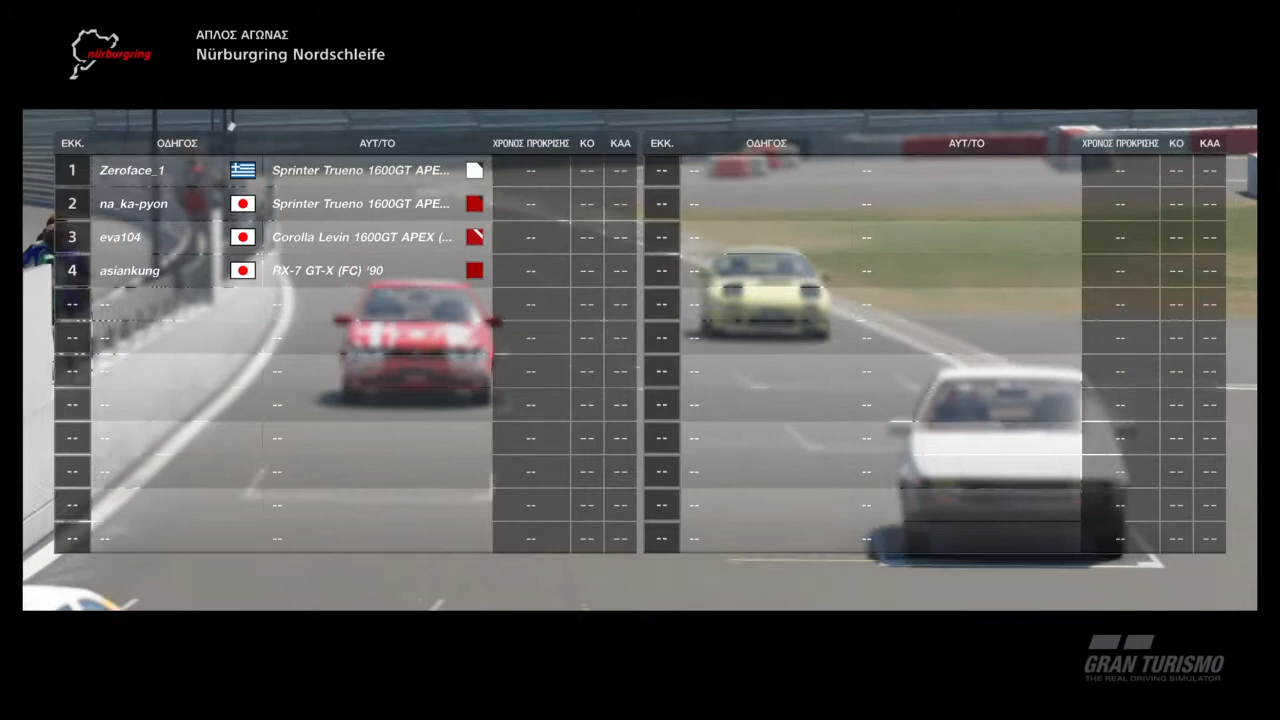 nürburgring
ΑΠΛΟΣ ΑΓΩΝΑΣ
Nürburgring Nordschleife
ΕΚΚ. ΟΔΗΓΟΣ ΑΥΤ/ΤΟ ΧΡΟΝΟΣ ΠΡΟΚΡΙΣΗΣ ΚΟ ΚΑΑ ΕΚΚ. ΟΔΗΓΟΣ ΑΥΤ/ΤΟ ΧΡΟΝΟΣ ΠΡΟΚΡΙΣΗΣ ΚΟ ΚΑΑ
1 Zeroface_1 Sprinter Trueno 1600GT APE... -- -- -- -- -- -- -- -- --
2 na_ka-pyon Sprinter Trueno 1600GT APE... -- -- -- -- -- -- -- -- --
3 eva104 Corolla Levin 1600GT APEX (... -- -- -- -- -- -- -- -- --
4 asiankung RX-7 GT-X (FC) '90 -- -- -- -- -- -- -- -- --
-- -- -- -- -- -- -- -- -- -- -- --
-- -- -- -- -- -- -- -- -- -- -- --
-- -- -- -- -- -- -- -- -- -- -- --
-- -- -- -- -- -- -- -- -- -- -- --
-- -- -- -- -- -- -- -- -- -- -- --
-- -- -- -- -- -- -- -- -- -- -- --
-- -- -- -- -- -- -- -- -- -- -- --
-- -- -- -- -- -- -- -- -- -- -- --
GRAN TURISMO
THE REAL DRIVING SIMULATOR